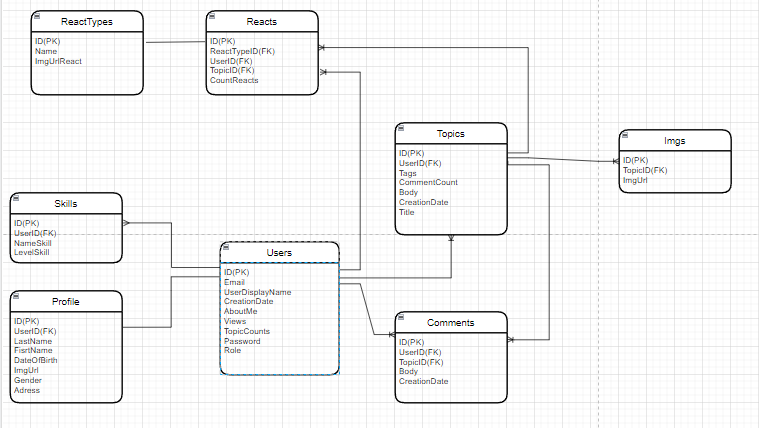 ReactTypes
ID(PK)
Name
ImgUrlReact
Reacts
ID(PK)
ReactTypeID(FK)
UserID(FK)
TopicID(FK)
CountReacts
Topics
ID(PK)
UserID(FK)
Tags
CommentCount
Body
CreationDate
Title
Imgs
ID(PK)
TopicID(FK)
ImgUrl
Skills
ID(PK)
UserID(FK)
NameSkill
LevelSkill
Users
ID(PK)
Email
UserDisplayName
CreationDate
AboutMe
Views
TopicCounts
Password
Role
Profile
ID(PK)
UserID(FK)
LastName
FisrtName
DateOfBirth
ImgUrl
Gender
Adress
Comments
ID(PK)
UserID(FK)
TopicID(FK)
Body
CreationDate